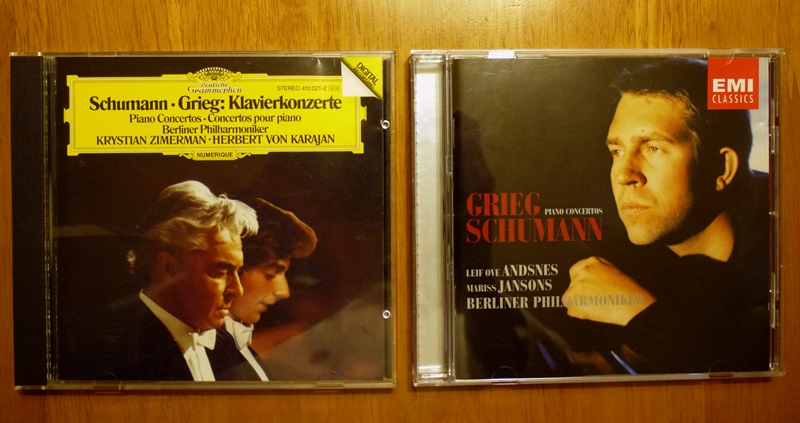 Deutsche
Grammophon
STEREO 410 021-2
DIGITAL
Schumann · Grieg: Klavierkonzerte
Piano Concertos · Concertos pour piano
Berliner Philharmoniker
KRYSTIAN ZIMERMAN · HERBERT VON KARAJAN
NUMERIQUE
EMI
CLASSICS
GRIEG PIANO CONCERTOS
SCHUMANN
LEIF OVE ANDSNES
MARISS JANSONS
BERLINER PHILHARMONIKER